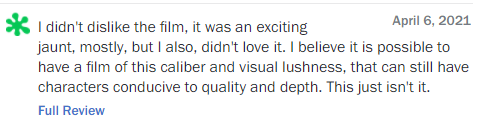 April 6, 2021
I didn't dislike the film, it was an exciting
jaunt, mostly, but I also, didn't love it. I believe it is possible to
have a film of this caliber and visual lushness, that can still have
characters conducive to quality and depth. This just isn't it.
Full Review